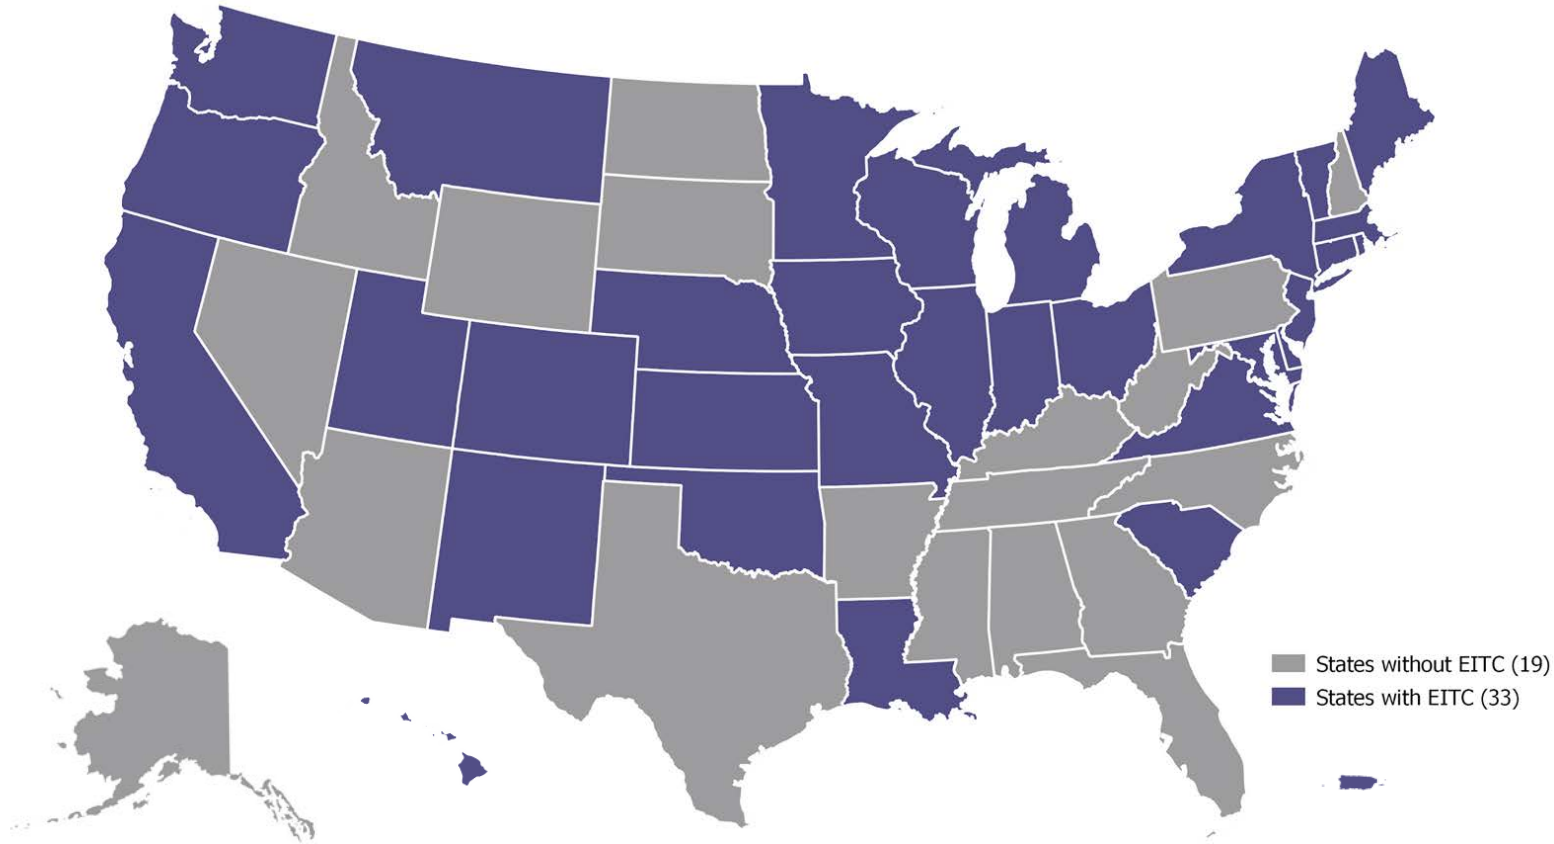 States without EITC (19)
States with EITC (33)